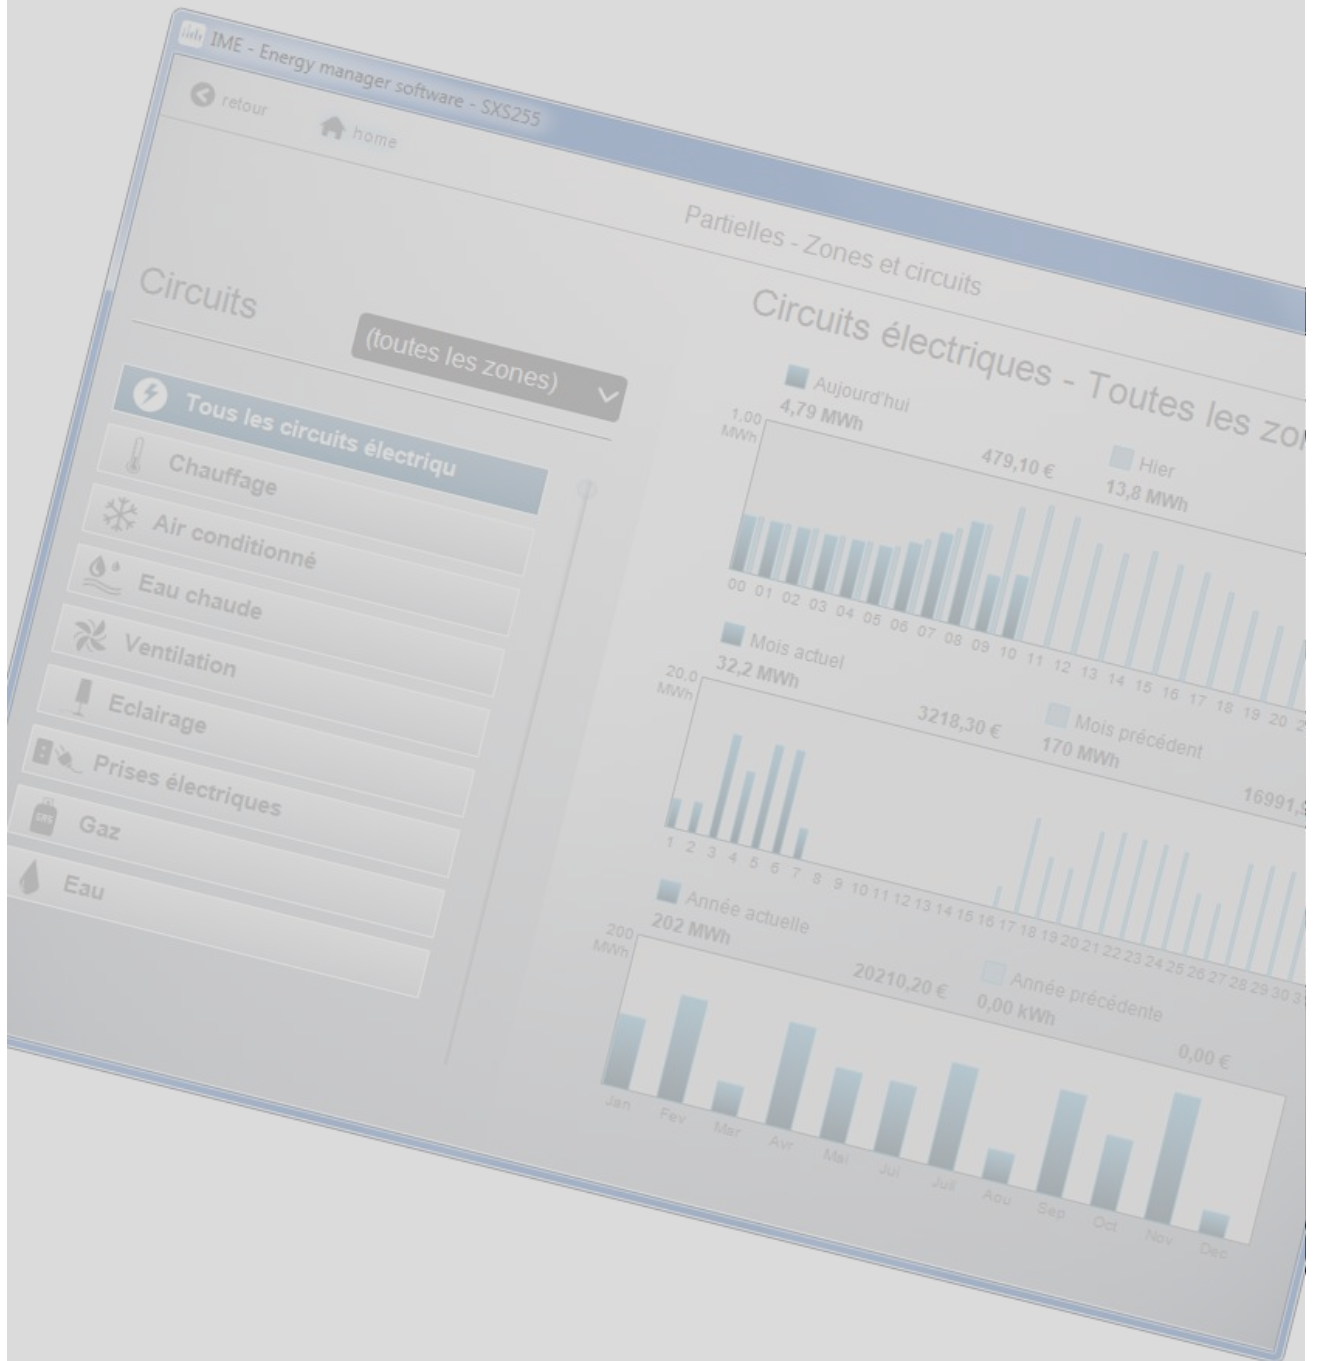 IME - Energy manager software - SXS255
retour
home
Partielles - Zones et circuits
Circuits
(toutes les zones)
Tous les circuits électriqu
Chauffage
Air conditionné
Eau chaude
Ventilation
Eclairage
Prises électriques
GAS
Gaz
Eau
Circuits électriques - Toutes les zo
Aujourd'hui
4,79 MWh
479,10 €
Hier
13,8 MWh
1.00
MWh
00 01 02 03 04 05 06 07 08 09 10 11 12 13 14 15 16 17 18 19 20 2
Mois actuel
32,2 MWh
3218,30 €
Mois précédent
170 MWh
16991,9
20,0
MWh
1 2 3 4 5 6 7 8 9 10 11 12 13 14 15 16 17 18 19 20 21 22 23 24 25 26 27 28 29 30 31
Année actuelle
202 MWh
20210,20 €
Année précédente
0,00 kWh
0,00 €
200
MWh
Jan Fev Mar Avr Mai Jui Juil Aou Sep Oct Nov Dec